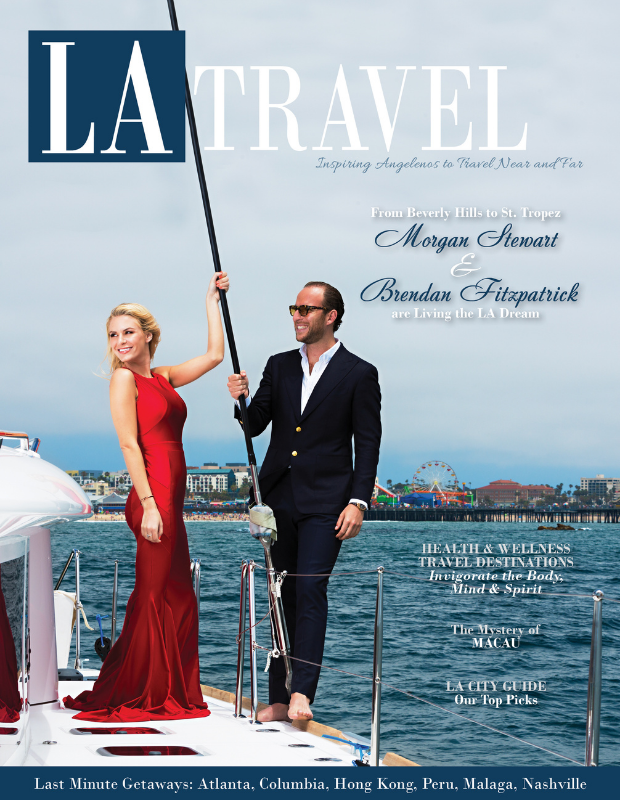 LA TRAVEL
Inspiring Angelenos to Travel Near and Far
From Beverly Hills to St. Tropez
Morgan Stewart
&
Brendan Fitzpatrick
are Living the LA Dream
HEALTH & WELLNESS
TRAVEL DESTINATIONS
Invigorate the Body,
Mind & Spirit
The Mystery of
MACAU
LA CITY GUIDE
Our Top Picks
Last Minute Getaways: Atlanta, Columbia, Hong Kong, Peru, Malaga, Nashville